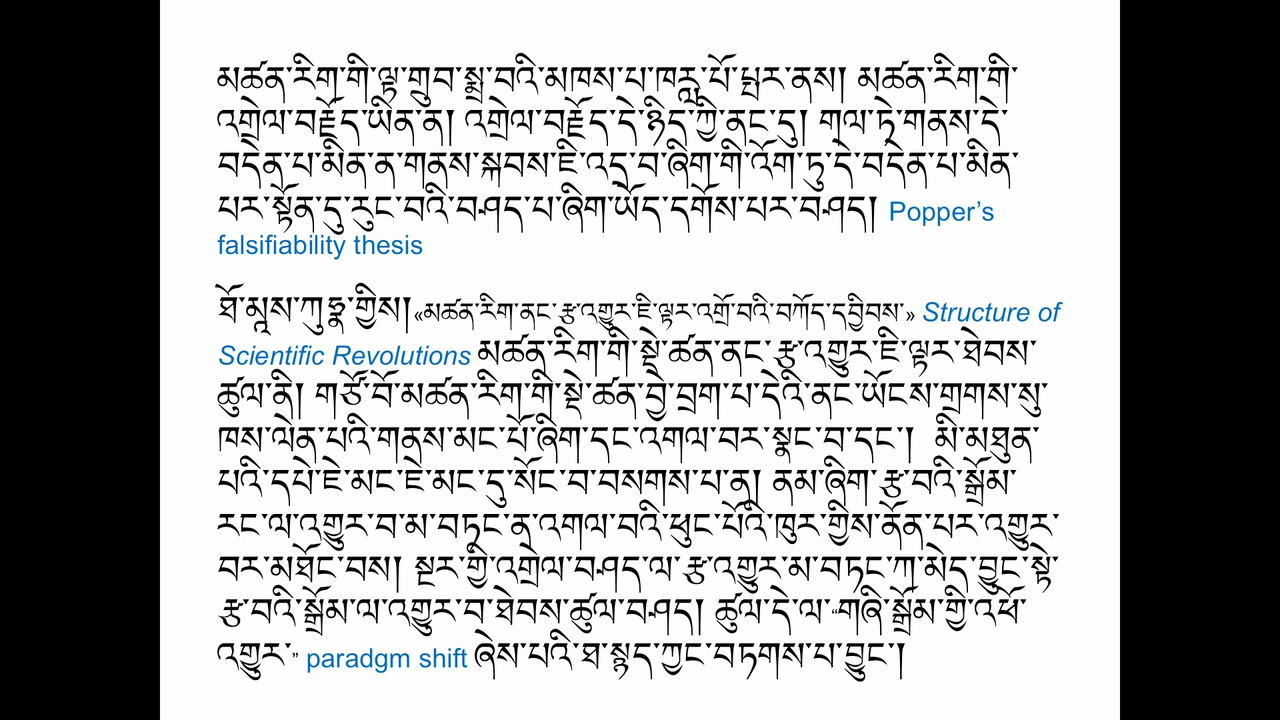 མཚན་རིག་གི་ལྟ་གྲུབ་སྨྲ་བའི་མཁས་པ་ཁརླ་པོ་པྤར་ནས། མཚན་རིག་གི་
འགྲེལ་བརྗོད་ཡིན་ན། འགྲེལ་བརྗོད་དེ་ཉིད་ཀྱི་ནང་དུ། གལ་ཏེ་གནས་དེ་
བདེན་པ་མིན་ན་གནས་སྐབས་ཇི་འདྲ་བ་ཞིག་གི་འོག་ཏུ་དེ་བདེན་པ་མིན་
པར་སྟོན་དུ་རུང་བའི་བཤད་པ་ཞིག་ཡོད་དགོས་པར་བཤད། Popper’s
falsifiability thesis
ཐོ་མཱས་ཀུ་ཧྣ་གྱིས། «མཚན་རིག་ནང་རྩ་འགྱུར་ཇི་ལྟར་འགྲོ་བའི་བཀོད་དབྱིབས་» Structure of
Scientific Revolutions མཚན་རིག་གི་སྡེ་ཚན་ནང་རྩ་འགྱུར་ཇི་ལྟར་ཐེབས་
ཚུལ་ནི། གཙོ་བོ་མཚན་རིག་གི་སྡེ་ཚན་བྱེ་བྲག་པ་དེའི་ནང་ཡོངས་གྲགས་སུ་
ཁས་ལེན་པའི་གནས་མང་པོ་ཞིག་དང་འགལ་བར་སྣང་བ་དང་། མི་མཐུན་
པའི་དཔེ་ཇེ་མང་ཇེ་མང་དུ་སོང་བ་བསགས་པ་ན། ནམ་ཞིག་རྩ་བའི་སྒྲོམ་
རང་ལ་འགྱུར་བ་མ་བཏང་ན་འགལ་བའི་ཕུང་པོའི་ཁུར་གྱིས་ནོན་པར་འགྱུར་
བར་མཐོང་བས། སྔར་གྱི་འགྲེལ་བཤད་ལ་རྩ་འགྱུར་མ་བཏང་ཀ་མེད་བྱུང་སྟེ་
རྩ་བའི་སྒྲོམ་ལ་འགྱུར་བ་ཐེབས་ཚུལ་བཤད། ཚུལ་དེ་ལ་“གཞི་སྒྲོམ་གྱི་འཕོ་
འགྱུར་” paradgm shift ཞེས་པའི་ཐ་སྙད་ཀྱང་བཏགས་པ་བྱུང་།